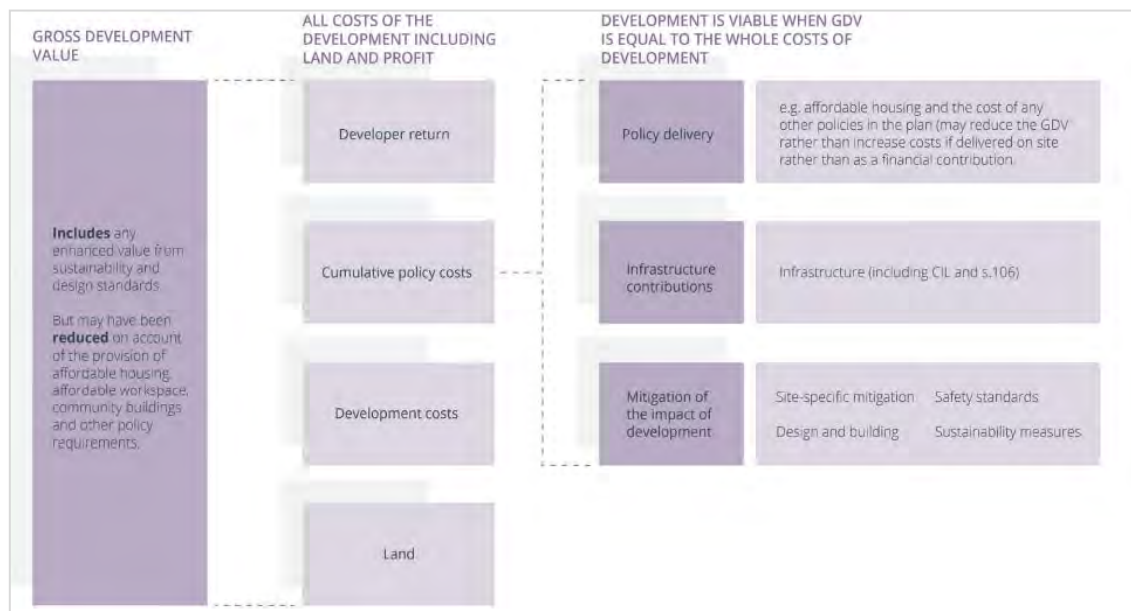 GROSS DEVELOPMENT
VALUE
Includes any
enhanced value from
sustainability and
design standards.
But may have been
reduced on account
of the provision of
affordable housing,
affordable workspace,
community buildings
and other policy
requirements.
ALL COSTS OF THE
DEVELOPMENT INCLUDING
LAND AND PROFIT
Developer return
Cumulative policy costs
Development costs
Land
DEVELOPMENT IS VIABLE WHEN GDV
IS EQUAL TO THE WHOLE COSTS OF
DEVELOPMENT
Policy delivery
e.g. affordable housing and the cost of any
other policies in the plan (may reduce the GDV
rather than increase costs if delivered on site
rather than as a financial contribution.
Infrastructure
contributions
Infrastructure (including CIL and s.106)
Mitigation of
the impact of
development
Site-specific mitigation Safety standards
Design and building Sustainability measures